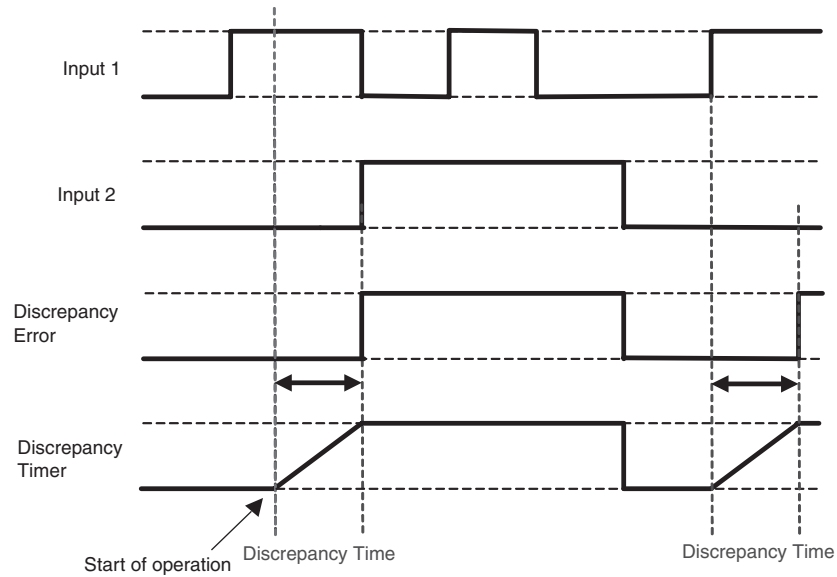 Input 1
Input 2
Discrepancy
Error
Discrepancy
Timer
Start of operation
Discrepancy Time
Discrepancy Time